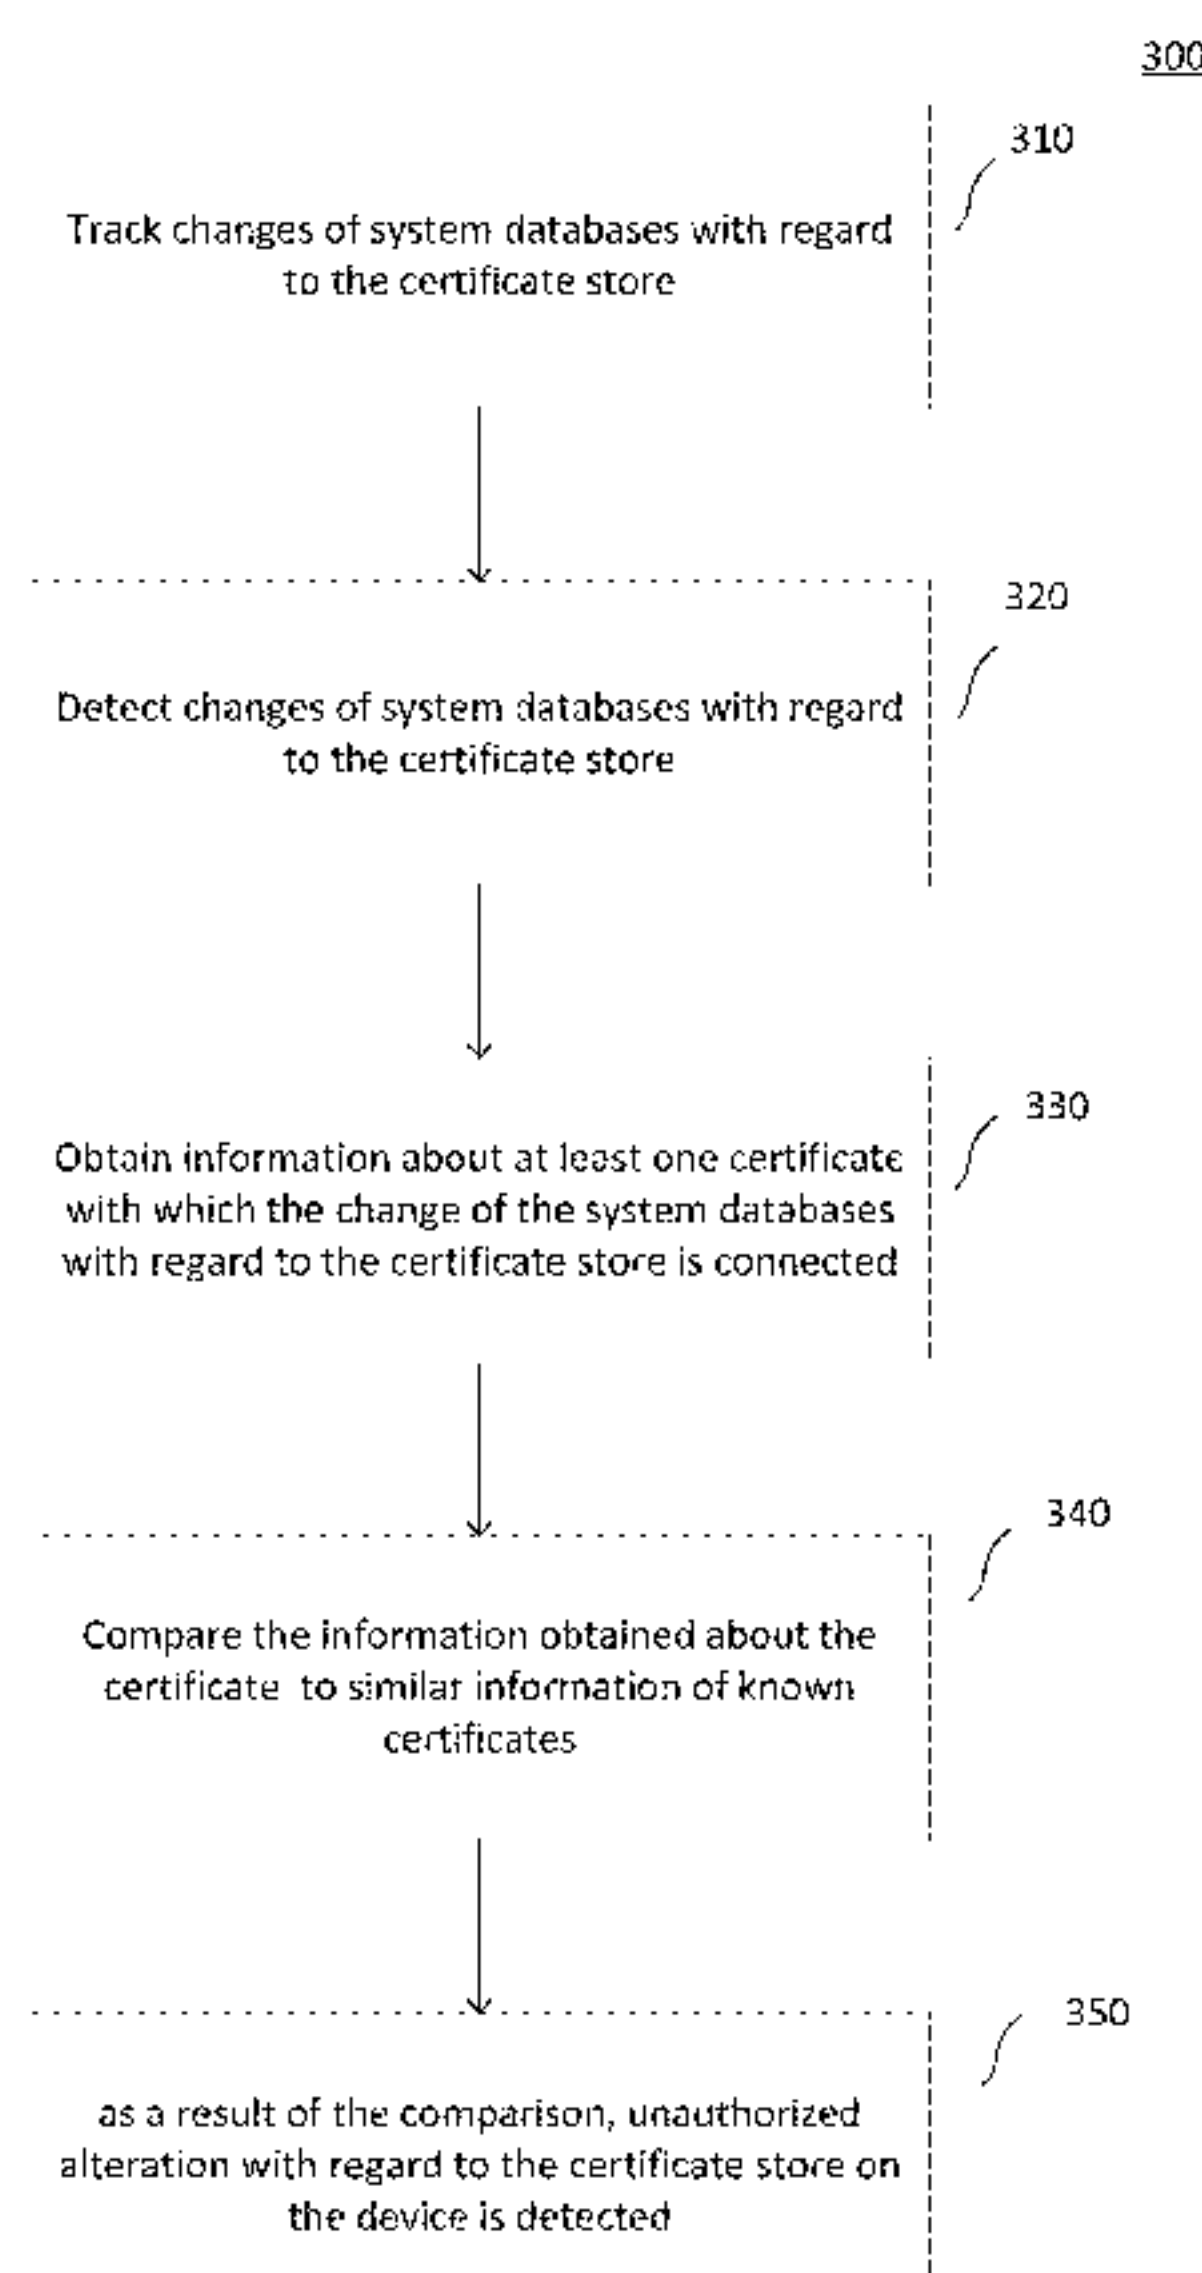 300
310
Track changes of system databases with regard
to the certificate store
320
Detect changes of system databases with regard
to the certificate store
330
Obtain information about at least one certificate
with which the change of the system databases
with regard to the certificate store is connected
340
Compare the information obtained about the
certificate to similar information of known
certificates
350
as a result of the comparison, unauthorized
alteration with regard to the certificate store on
the device is detected